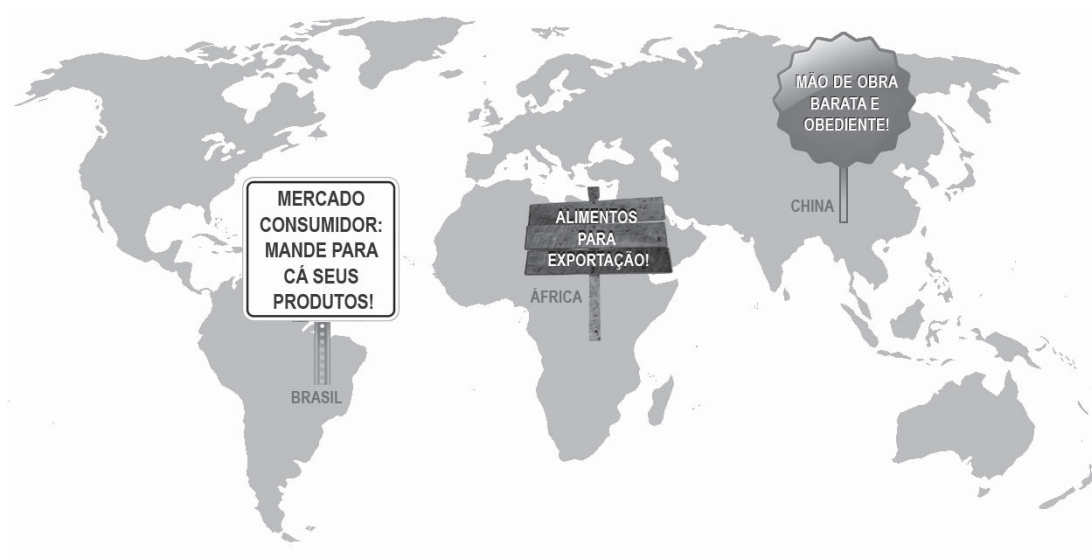 MERCADO
CONSUMIDOR:
MANDE PARA
CÁ SEUS
PRODUTOS!
BRASIL
ALIMENTOS
PARA
EXPORTAÇÃO!
ÁFRICA
MÃO DE OBRA
BARATA E
OBEDIENTE!
CHINA